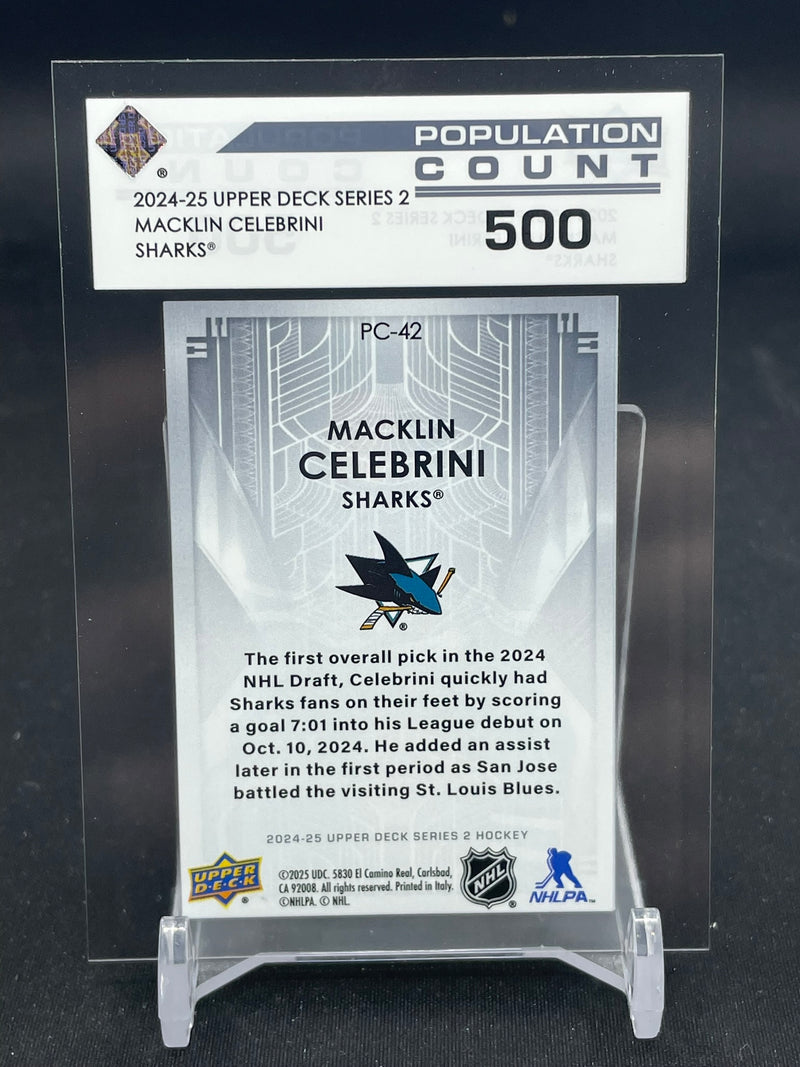 POPULATION
COUNT
500
®
2024-25 UPPER DECK SERIES 2
MACKLIN CELEBRINI
SHARKS®
PC-42
MACKLIN
CELEBRINI
SHARKS®
®
The first overall pick in the 2024
NHL Draft, Celebrini quickly had
Sharks fans on their feet by scoring
a goal 7:01 into his League debut on
Oct. 10, 2024. He added an assist
later in the first period as San Jose
battled the visiting St. Louis Blues.
2024-25 UPPER DECK SERIES 2 HOCKEY
UPPER
D·E·C·K
®
©2025 UDC. 5830 El Camino Real, Carlsbad,
CA 92008. All rights reserved. Printed in Italy.
©NHLPA. © NHL.
NHL
®
NHLPA™